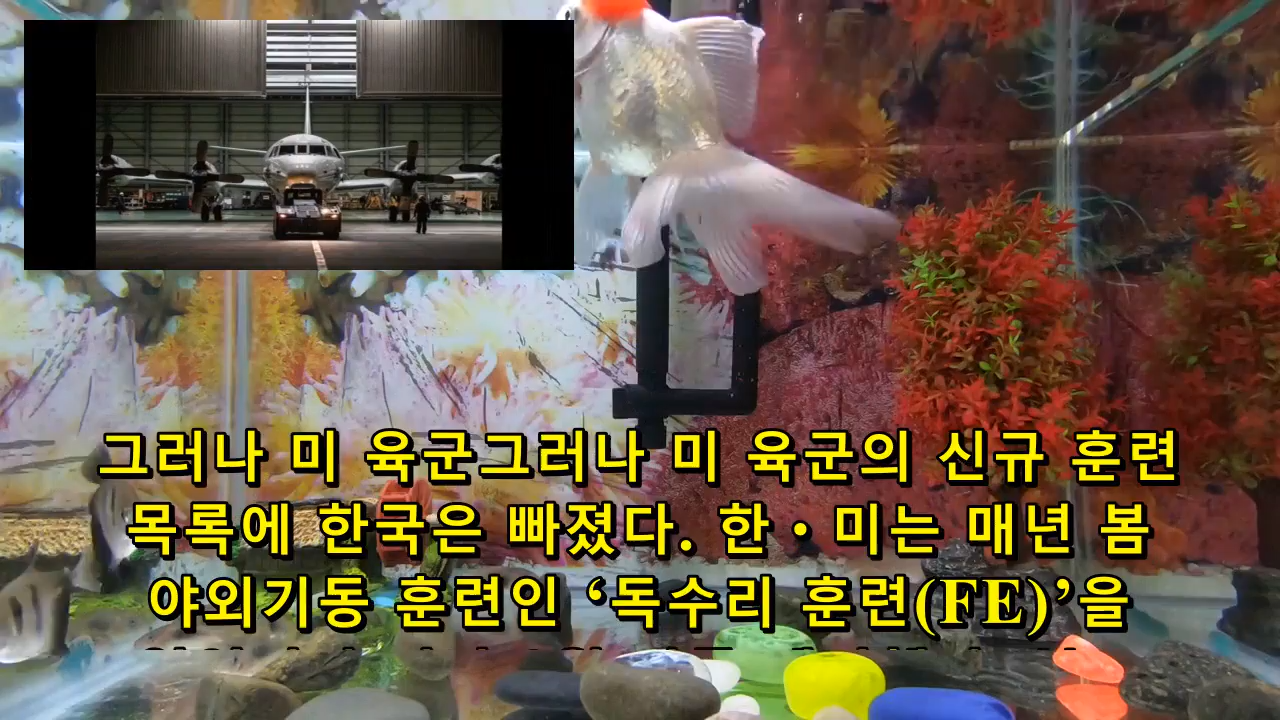 그러나 미 육군그러나 미 육군의 신규 훈련
목록에 한국은 빠졌다. 한·미는 매년 봄
야외기동 훈련인 ‘독수리 훈련(FE)’을